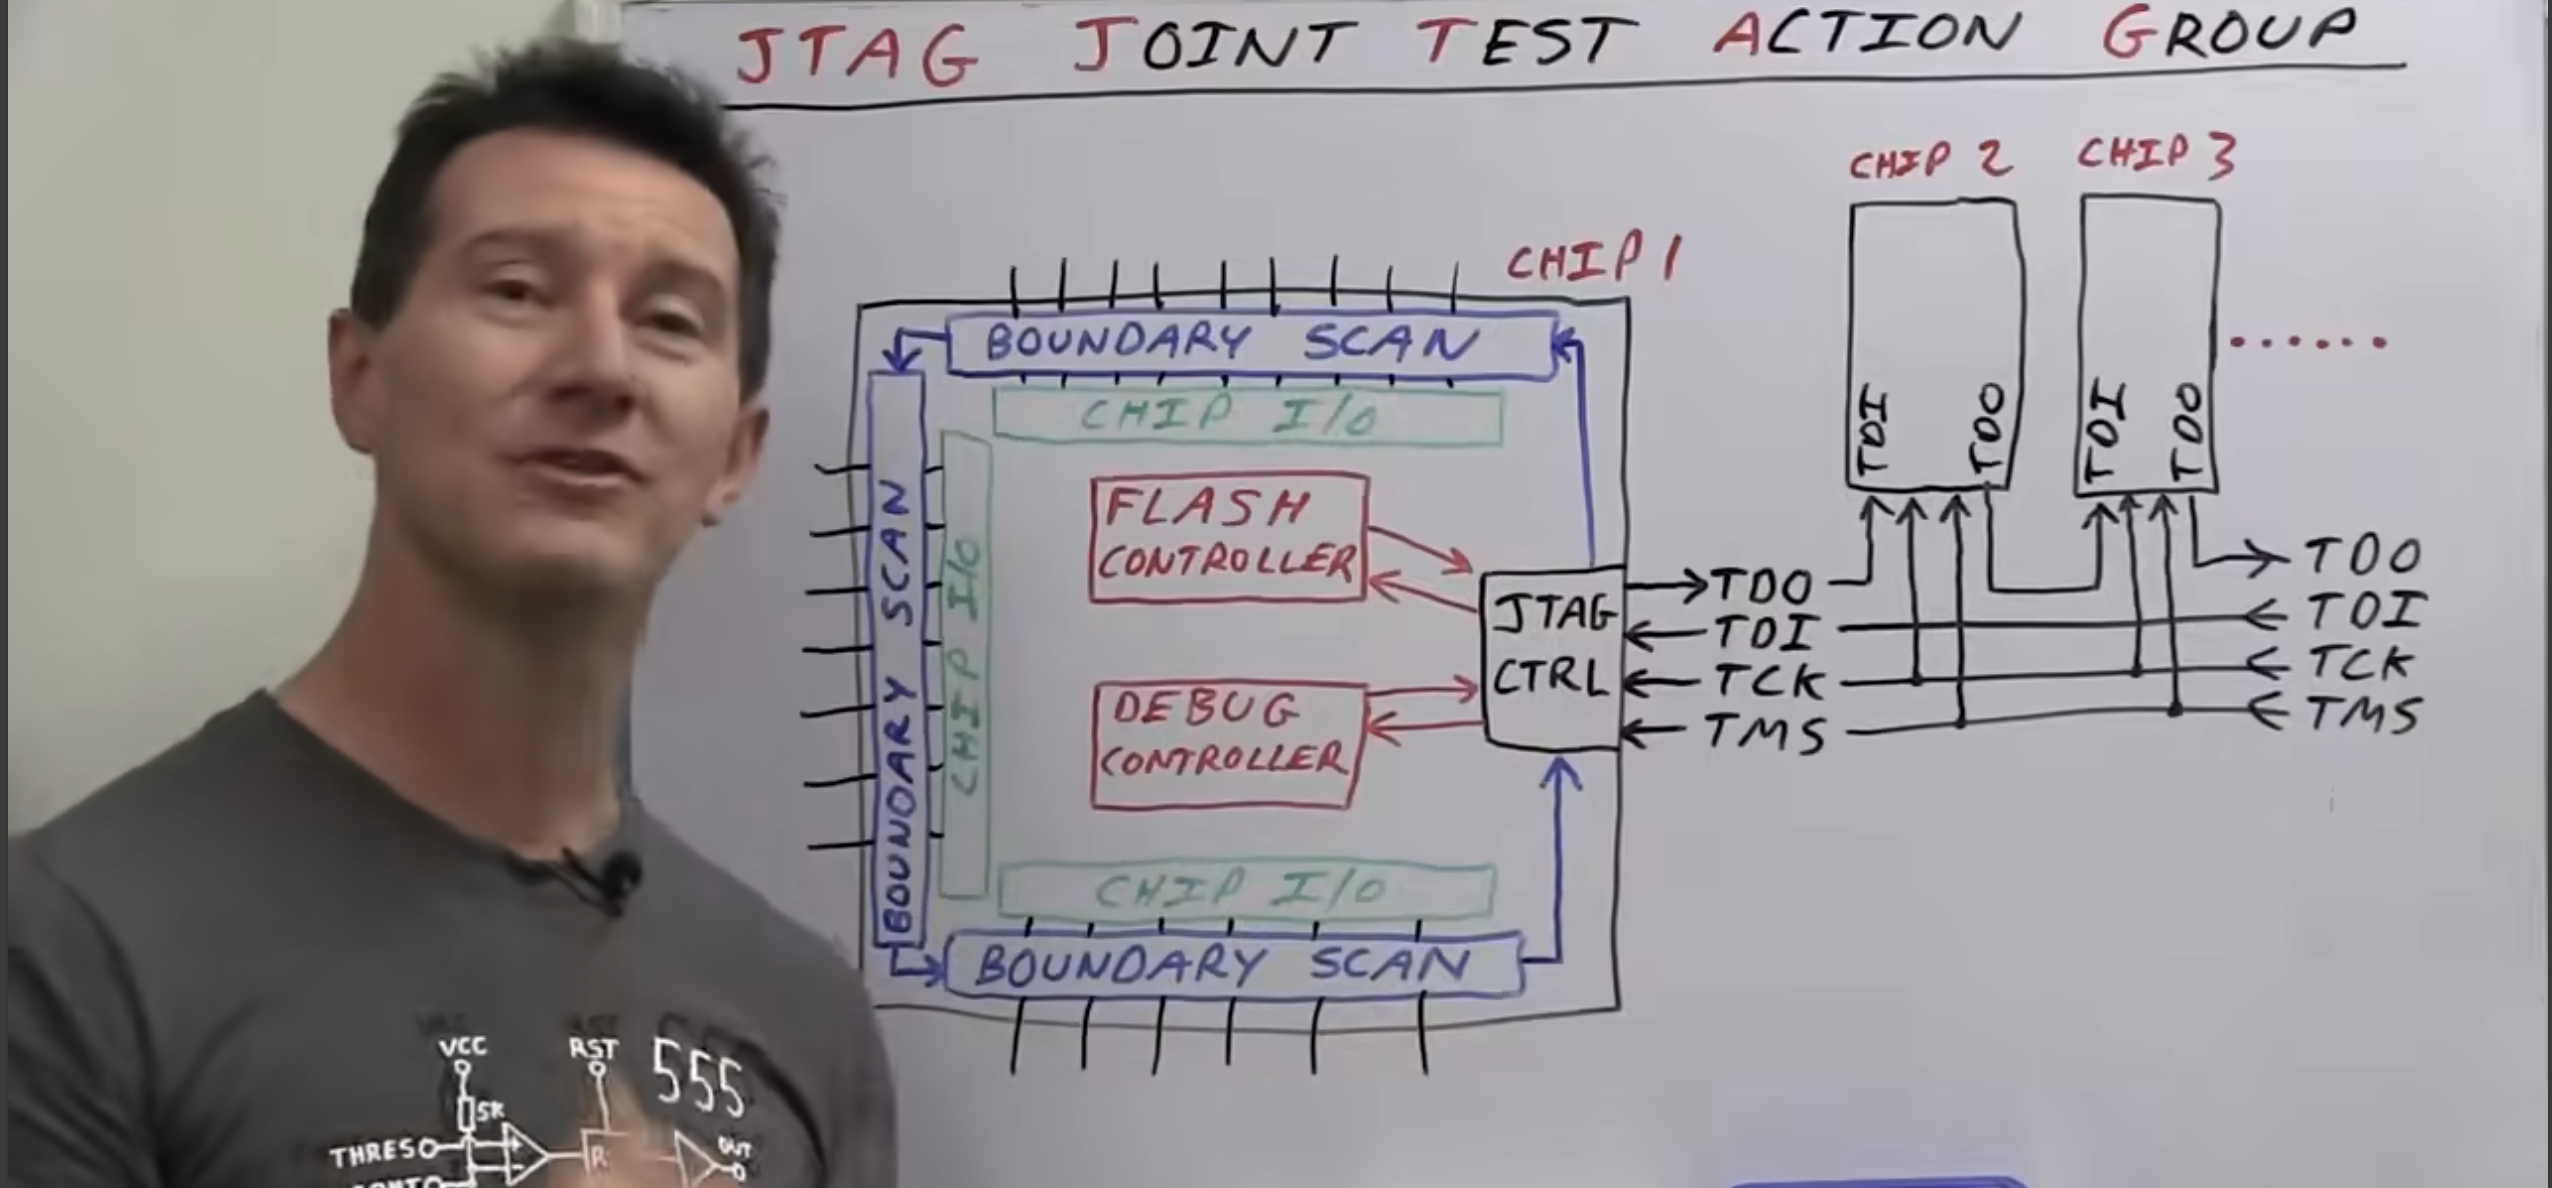 JTAG JOINT TEST ACTION GROUP
CHIP 1
CHIP 2
CHIP 3
BOUNDARY SCAN
CHIP I/O
BOUNDARY SCAN
CHIP I/O
FLASH
CONTROLLER
DEBUG
CONTROLLER
JTAG
CTRL
CHIP I/O
BOUNDARY SCAN
TDI
TDO
TDI
TDO
TDO
TDI
TCK
TMS
TDO
TDI
TCK
TMS
VCC
RST
555
5K
THRES
+
-
R
OUT